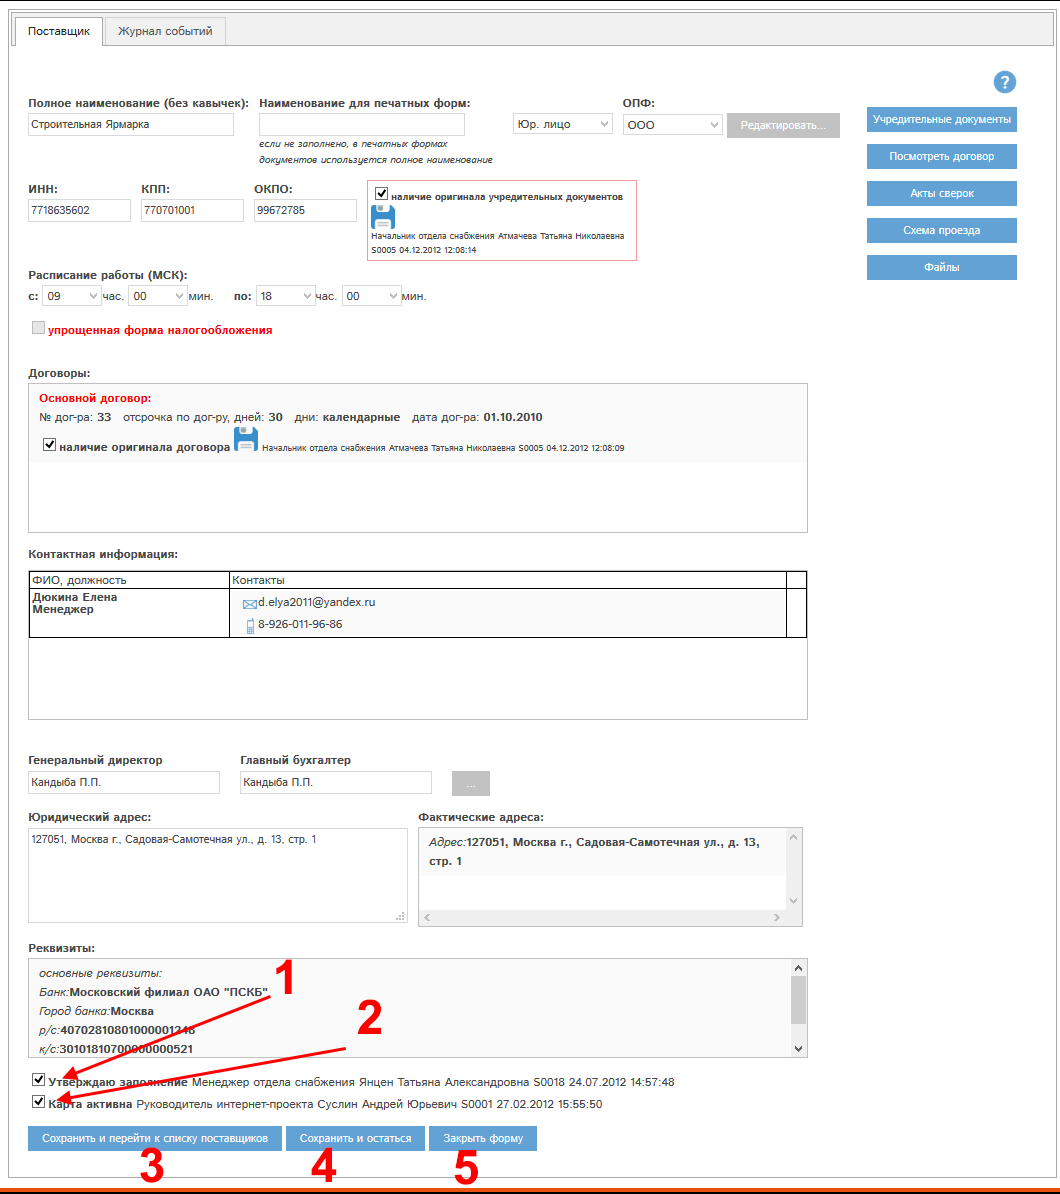 Поставщик Журнал событий
?
Полное наименование (без кавычек): Наименование для печатных форм: ОПФ:
Строительная Ярмарка Юр. лицо ООО Редактировать...
если не заполнено, в печатных формах
документов используется полное наименование
Учредительные документы
Посмотреть договор
Акты сверок
Схема проезда
Файлы
ИНН: КПП: ОКПО:
7718635602 770701001 99672785
наличие оригинала учредительных документов
Начальник отдела снабжения Атмачева Татьяна Николаевна
S0005 04.12.2012 12:08:14
Расписание работы (МСК):
с: 09 час. 00 мин. по: 18 час. 00 мин.
упрощенная форма налогообложения
Договоры:
Основной договор:
№ дог-ра: 33 отсрочка по дог-ру, дней: 30 дни: календарные дата дог-ра: 01.10.2010
наличие оригинала договора Начальник отдела снабжения Атмачева Татьяна Николаевна S0005 04.12.2012 12:08:09
Контактная информация:
ФИО, должность Контакты
Дюкина Елена
Менеджер
d.elya2011@yandex.ru
8-926-011-96-86
Генеральный директор Главный бухгалтер
Кандыба П.П. Кандыба П.П. ...
Юридический адрес: Фактические адреса:
127051, Москва г., Садовая-Самотечная ул., д. 13, стр. 1
Адрес:127051, Москва г., Садовая-Самотечная ул., д. 13,
стр. 1
Реквизиты:
основные реквизиты:
Банк:Московский филиал ОАО "ПСКБ"
Город банка:Москва
р/с:40702810801000001248
к/с:30101810700000000521
1
2
Утверждаю заполнение Менеджер отдела снабжения Янцен Татьяна Александровна S0018 24.07.2012 14:57:48
Карта активна Руководитель интернет-проекта Суслин Андрей Юрьевич S0001 27.02.2012 15:55:50
Сохранить и перейти к списку поставщиков Сохранить и остаться Закрыть форму
3 4 5